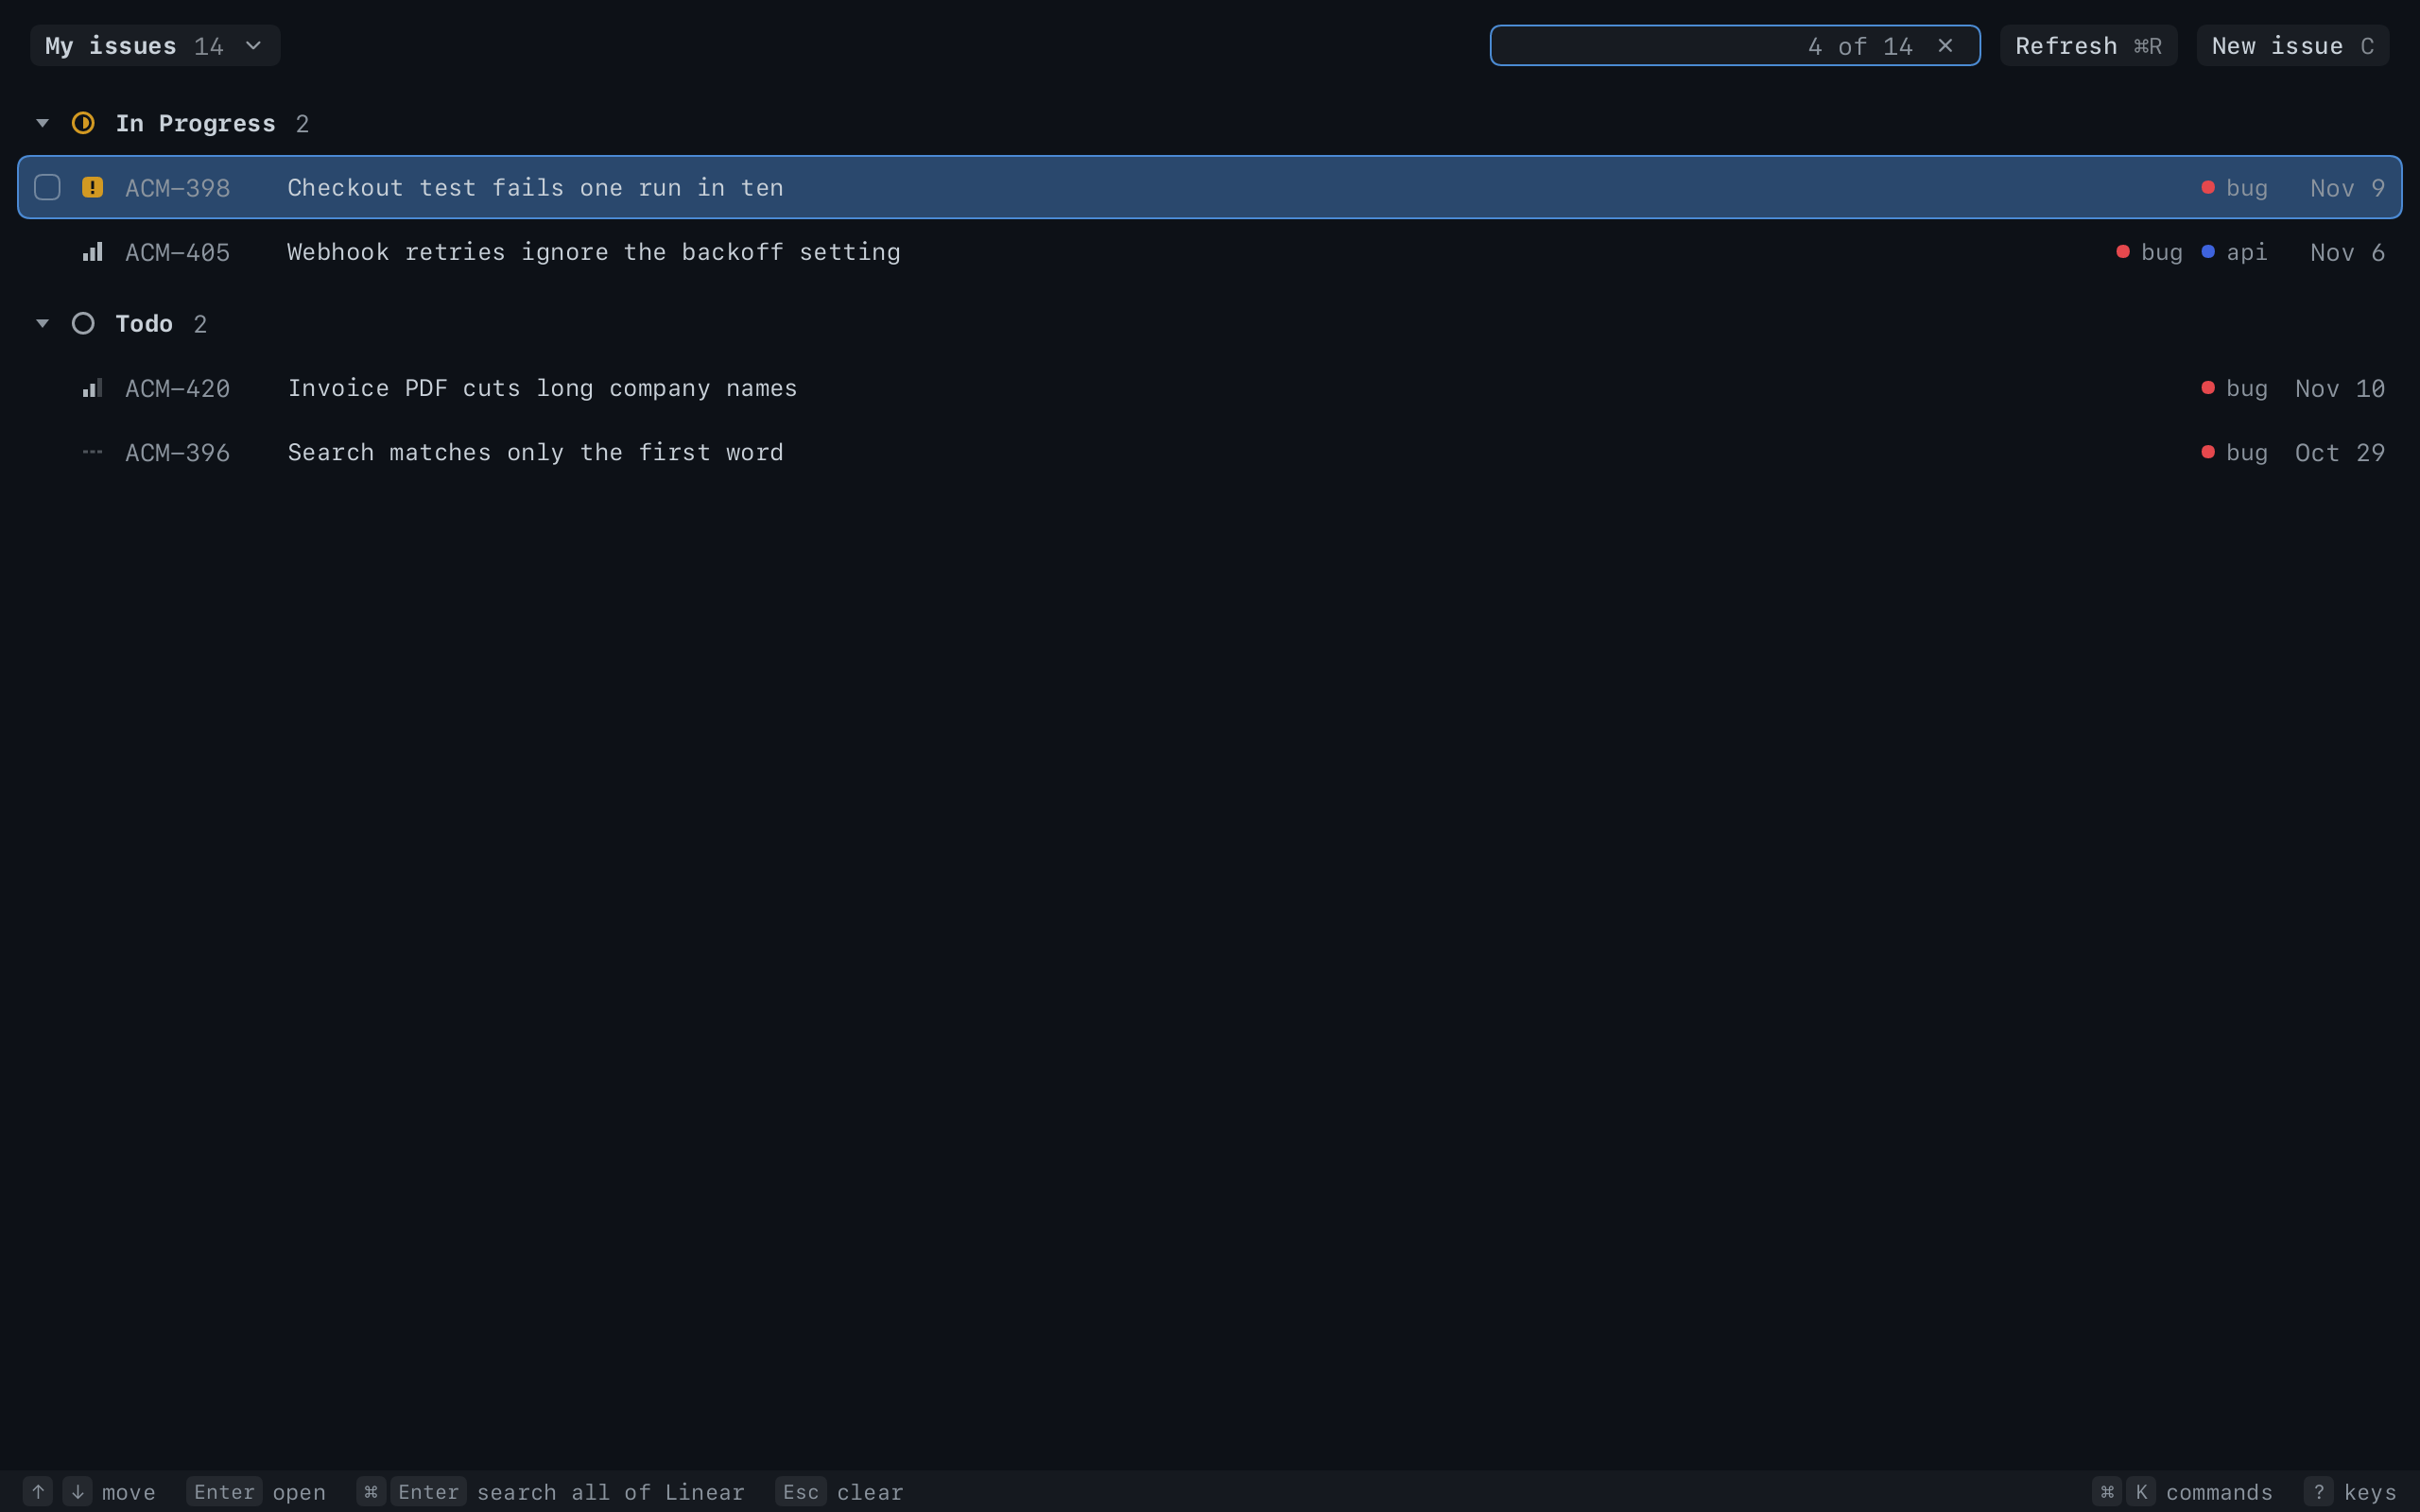 My issues 14
4 of 14 ×
Refresh ⌘R
New issue C
In Progress 2
ACM-398 Checkout test fails one run in ten bug Nov 9
ACM-405 Webhook retries ignore the backoff setting bug api Nov 6
Todo 2
ACM-420 Invoice PDF cuts long company names bug Nov 10
ACM-396 Search matches only the first word bug Oct 29
↑ ↓ move Enter open ⌘ Enter search all of Linear Esc clear ⌘ K commands ? keys